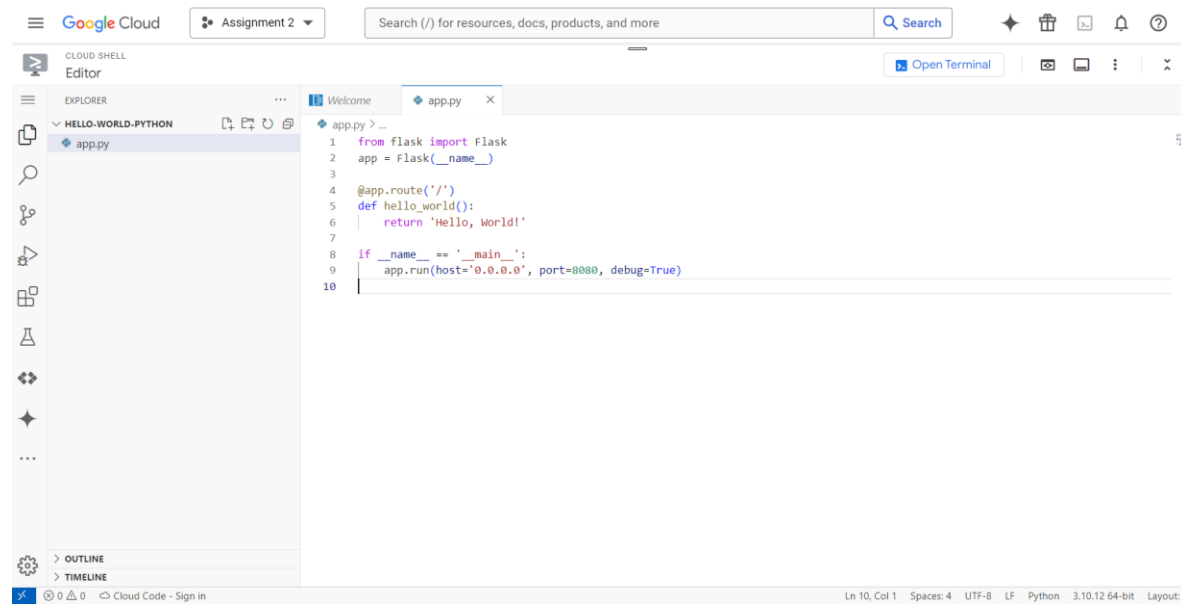 Google Cloud
Assignment 2
Search (/) for resources, docs, products, and more
Search
CLOUD SHELL
Editor
Open Terminal
EXPLORER
HELLO-WORLD-PYTHON
app.py
Welcome
app.py
app.py > ...
1 from flask import Flask
2 app = Flask(__name__)
3
4 @app.route('/')
5 def hello_world():
6     return 'Hello, World!'
7
8 if __name__ == '__main__':
9     app.run(host='0.0.0.0', port=8080, debug=True)
10
OUTLINE
TIMELINE
0 0 Cloud Code - Sign in
Ln 10, Col 1 Spaces: 4 UTF-8 LF Python 3.10.12 64-bit Layout: